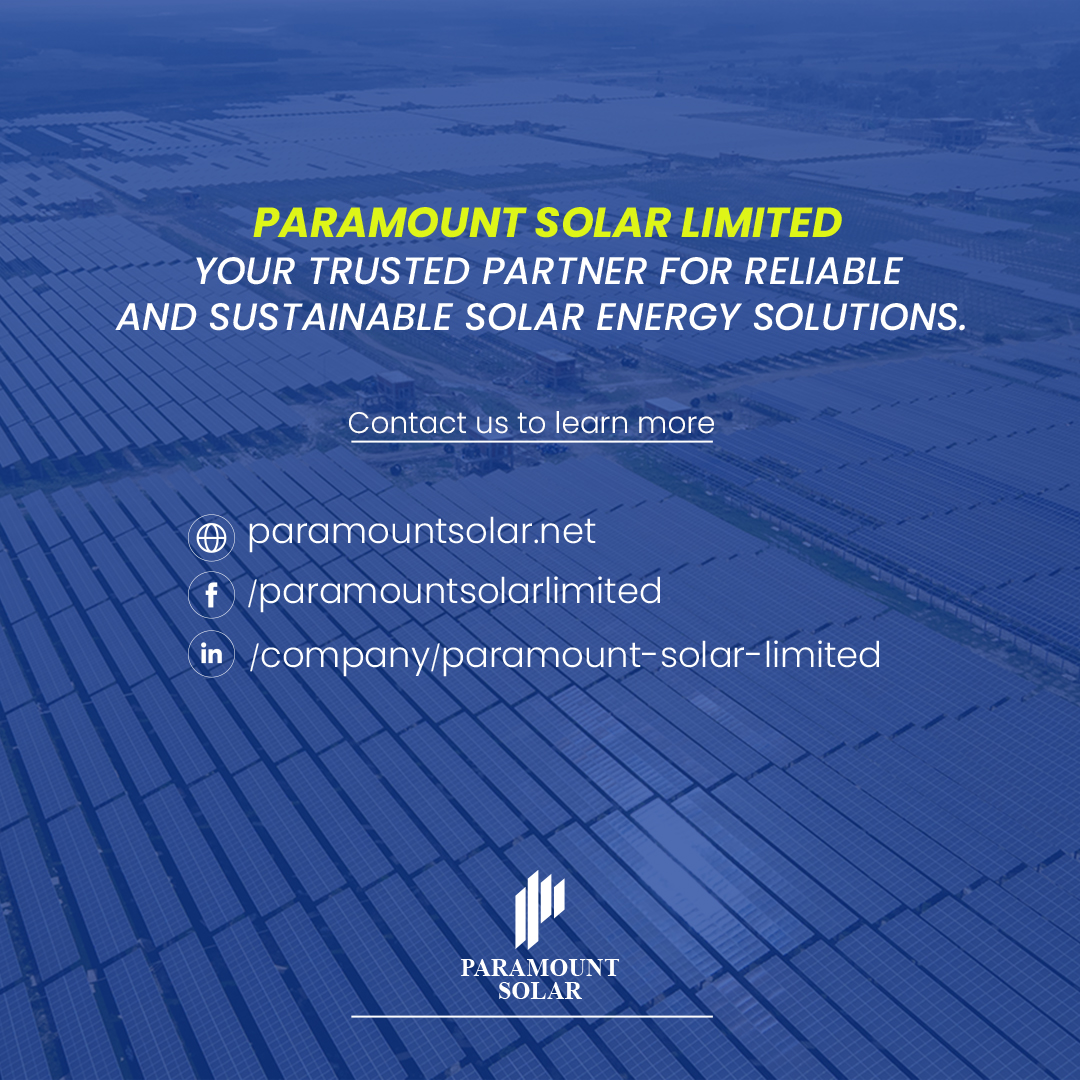 PARAMOUNT SOLAR LIMITED
YOUR TRUSTED PARTNER FOR RELIABLE
AND SUSTAINABLE SOLAR ENERGY SOLUTIONS.
Contact us to learn more
paramountsolar.net
f /paramountsolarlimited
in /company/paramount-solar-limited
PARAMOUNT
SOLAR